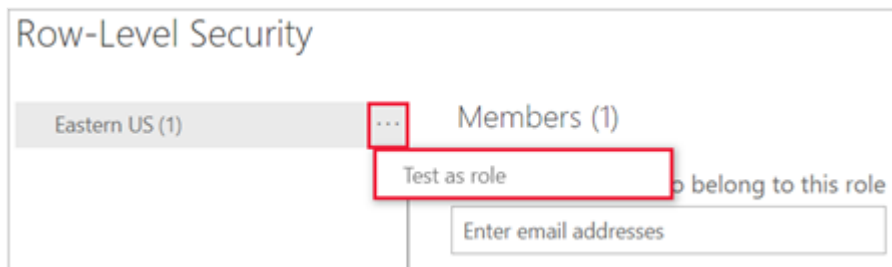 Row-Level Security
Eastern US (1)
...
Members (1)
Test as role
o belong to this role
Enter email addresses